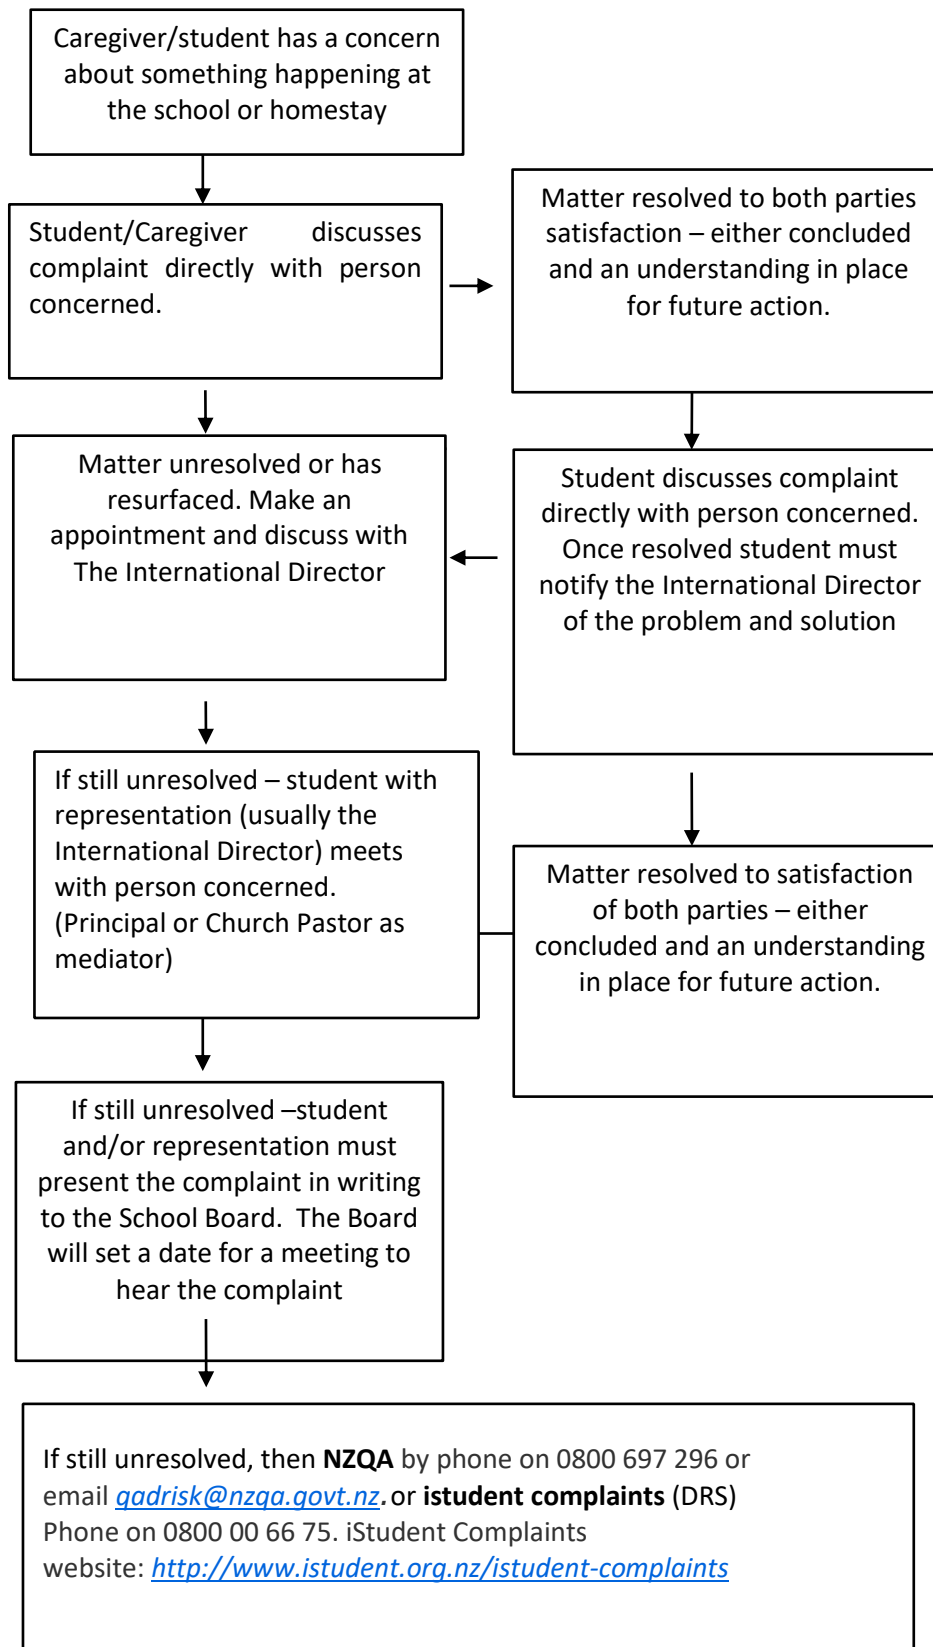 Caregiver/student has a concern
about something happening at
the school or homestay
Student/Caregiver discusses
complaint directly with person
concerned.
Matter resolved to both parties
satisfaction – either concluded
and an understanding in place
for future action.
Matter unresolved or has
resurfaced. Make an
appointment and discuss with
The International Director
Student discusses complaint
directly with person concerned.
Once resolved student must
notify the International Director
of the problem and solution
If still unresolved – student with
representation (usually the
International Director) meets
with person concerned.
(Principal or Church Pastor as
mediator)
Matter resolved to satisfaction
of both parties – either
concluded and an understanding
in place for future action.
If still unresolved –student
and/or representation must
present the complaint in writing
to the School Board. The Board
will set a date for a meeting to
hear the complaint
If still unresolved, then NZQA by phone on 0800 697 296 or
email qadrisk@nzqa.govt.nz. or istudent complaints (DRS)
Phone on 0800 00 66 75. iStudent Complaints
website: http://www.istudent.org.nz/istudent-complaints